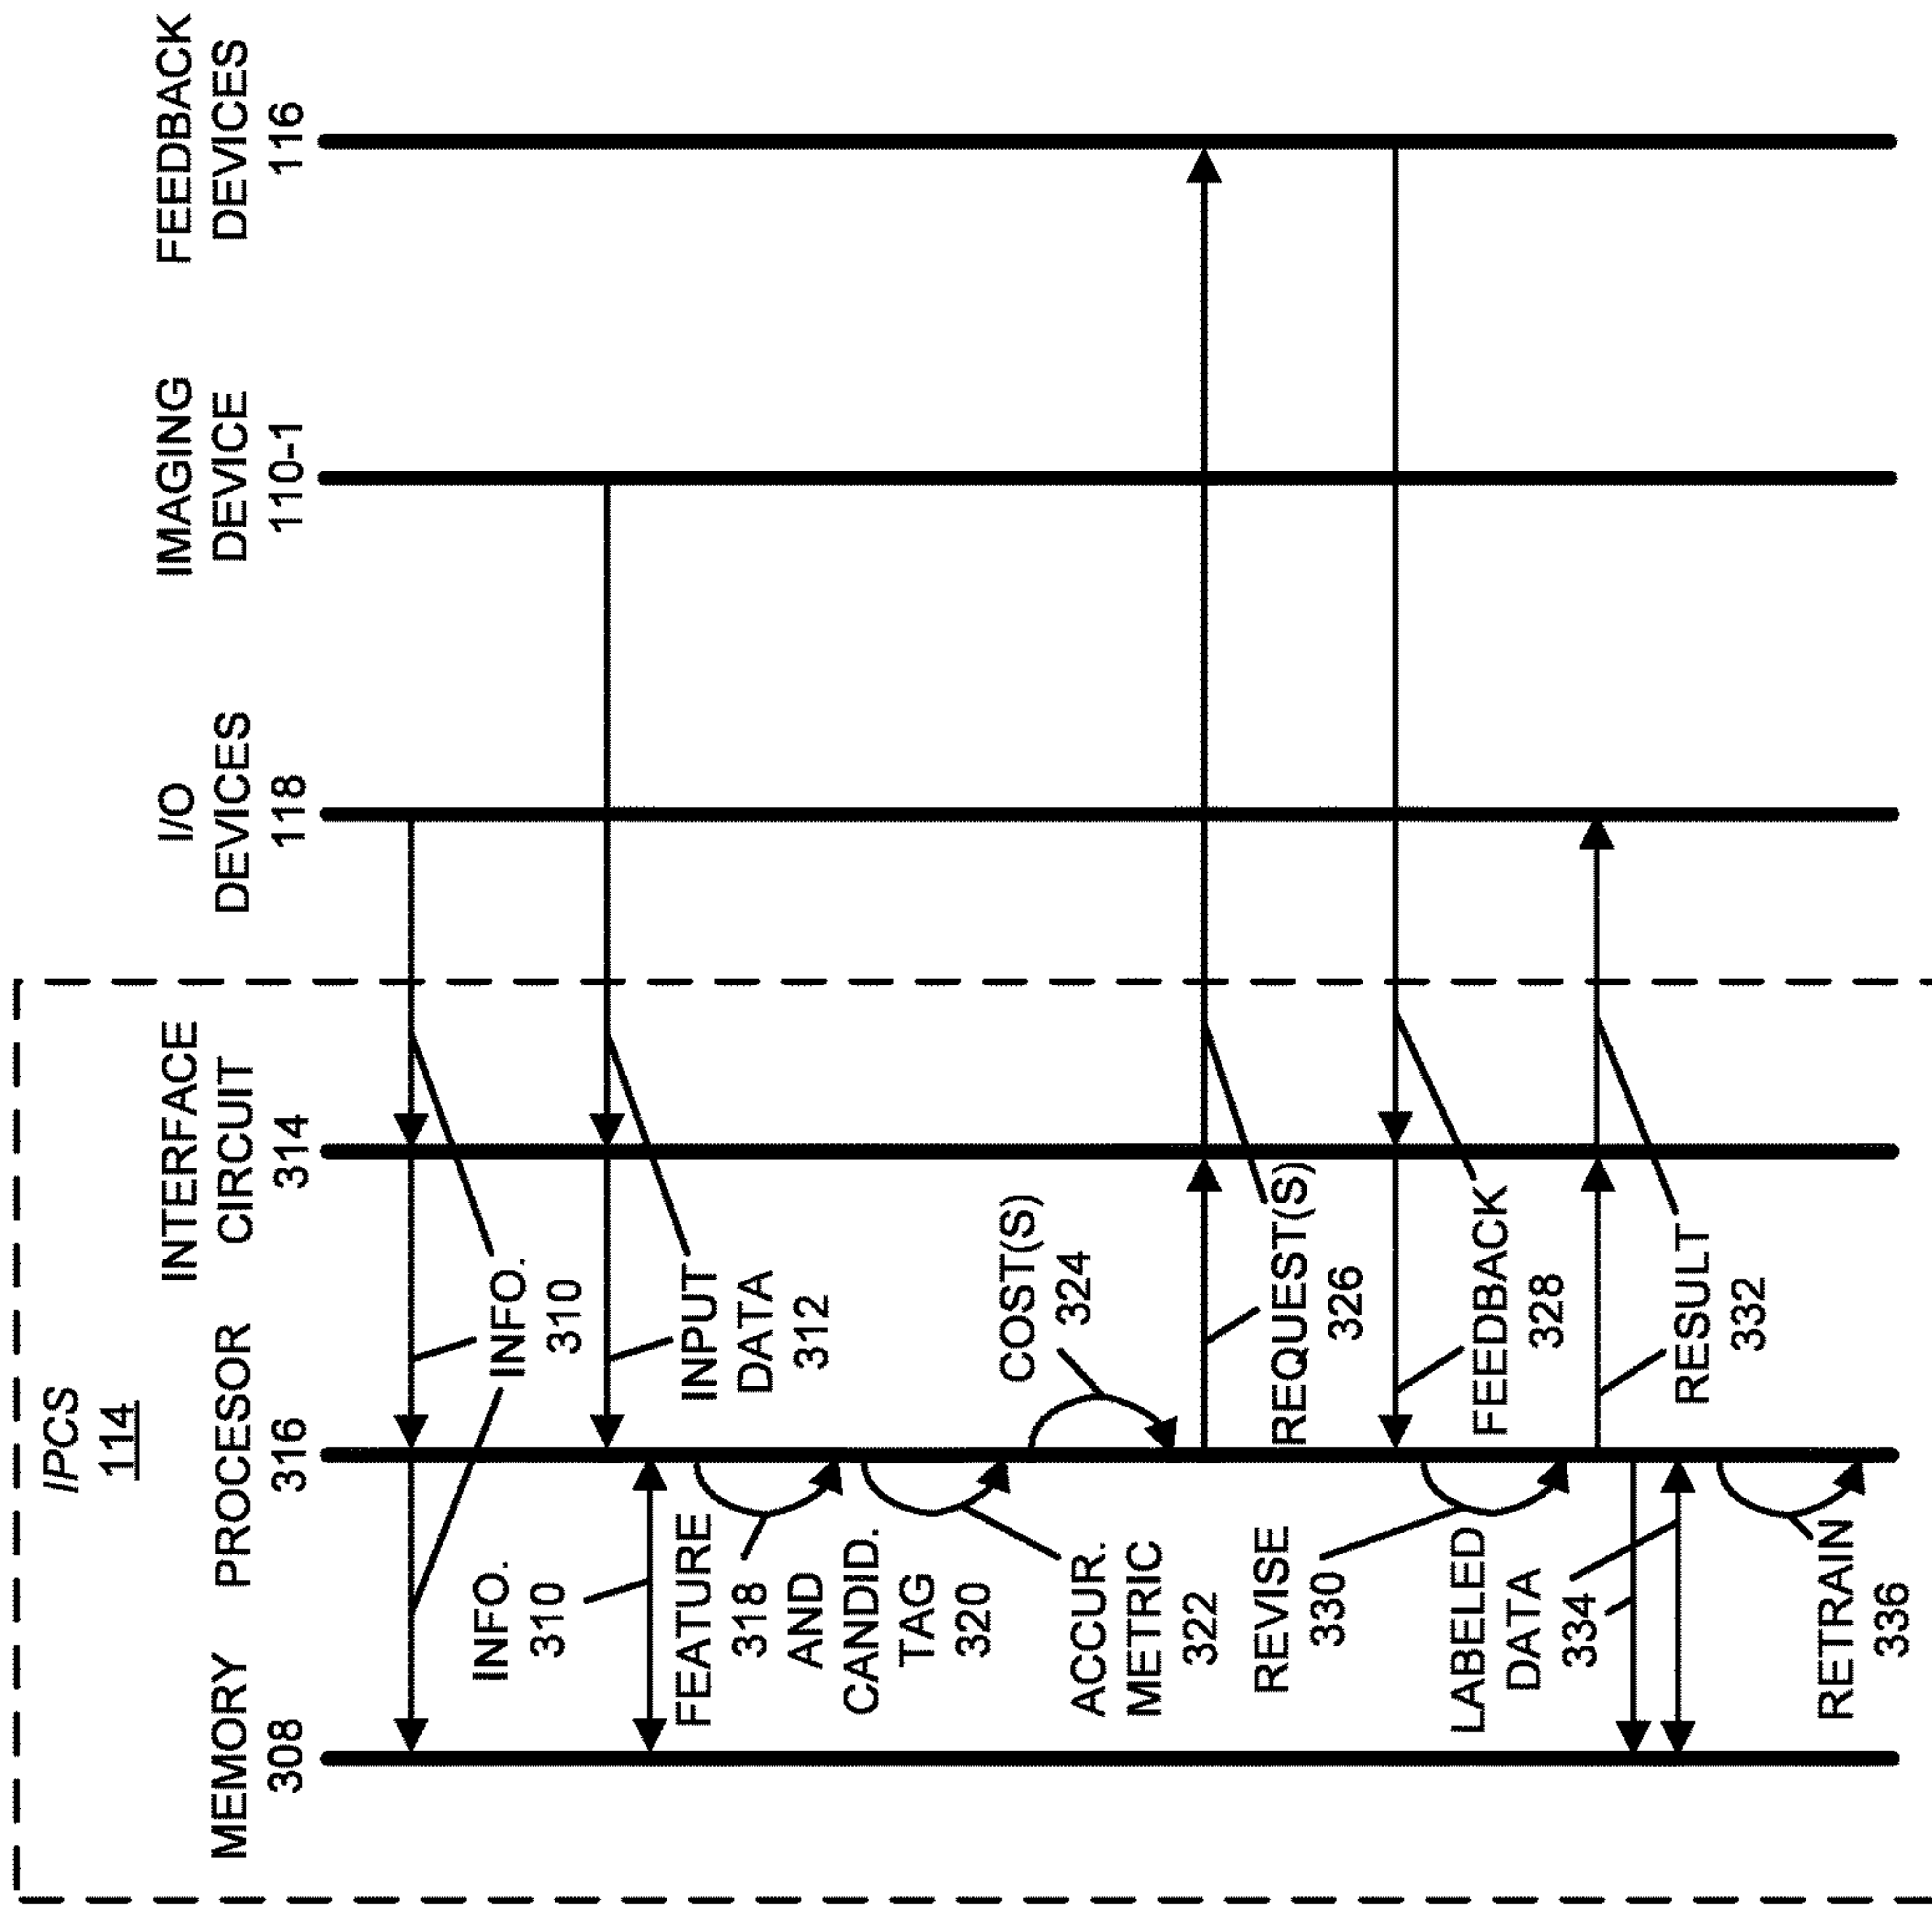 IPCS
114
MEMORY
308
PROCESSOR
316
INTERFACE
CIRCUIT
314
I/O
DEVICES
118
IMAGING
DEVICE
110-1
FEEDBACK
DEVICES
116
INFO.
310
INFO.
310
INPUT
DATA
312
FEATURE
318
AND
CANDID.
TAG
320
ACCUR.
METRIC
322
COST(S)
324
REQUEST(S)
326
FEEDBACK
328
REVISE
330
RESULT
332
LABELED
DATA
334
RETRAIN
336